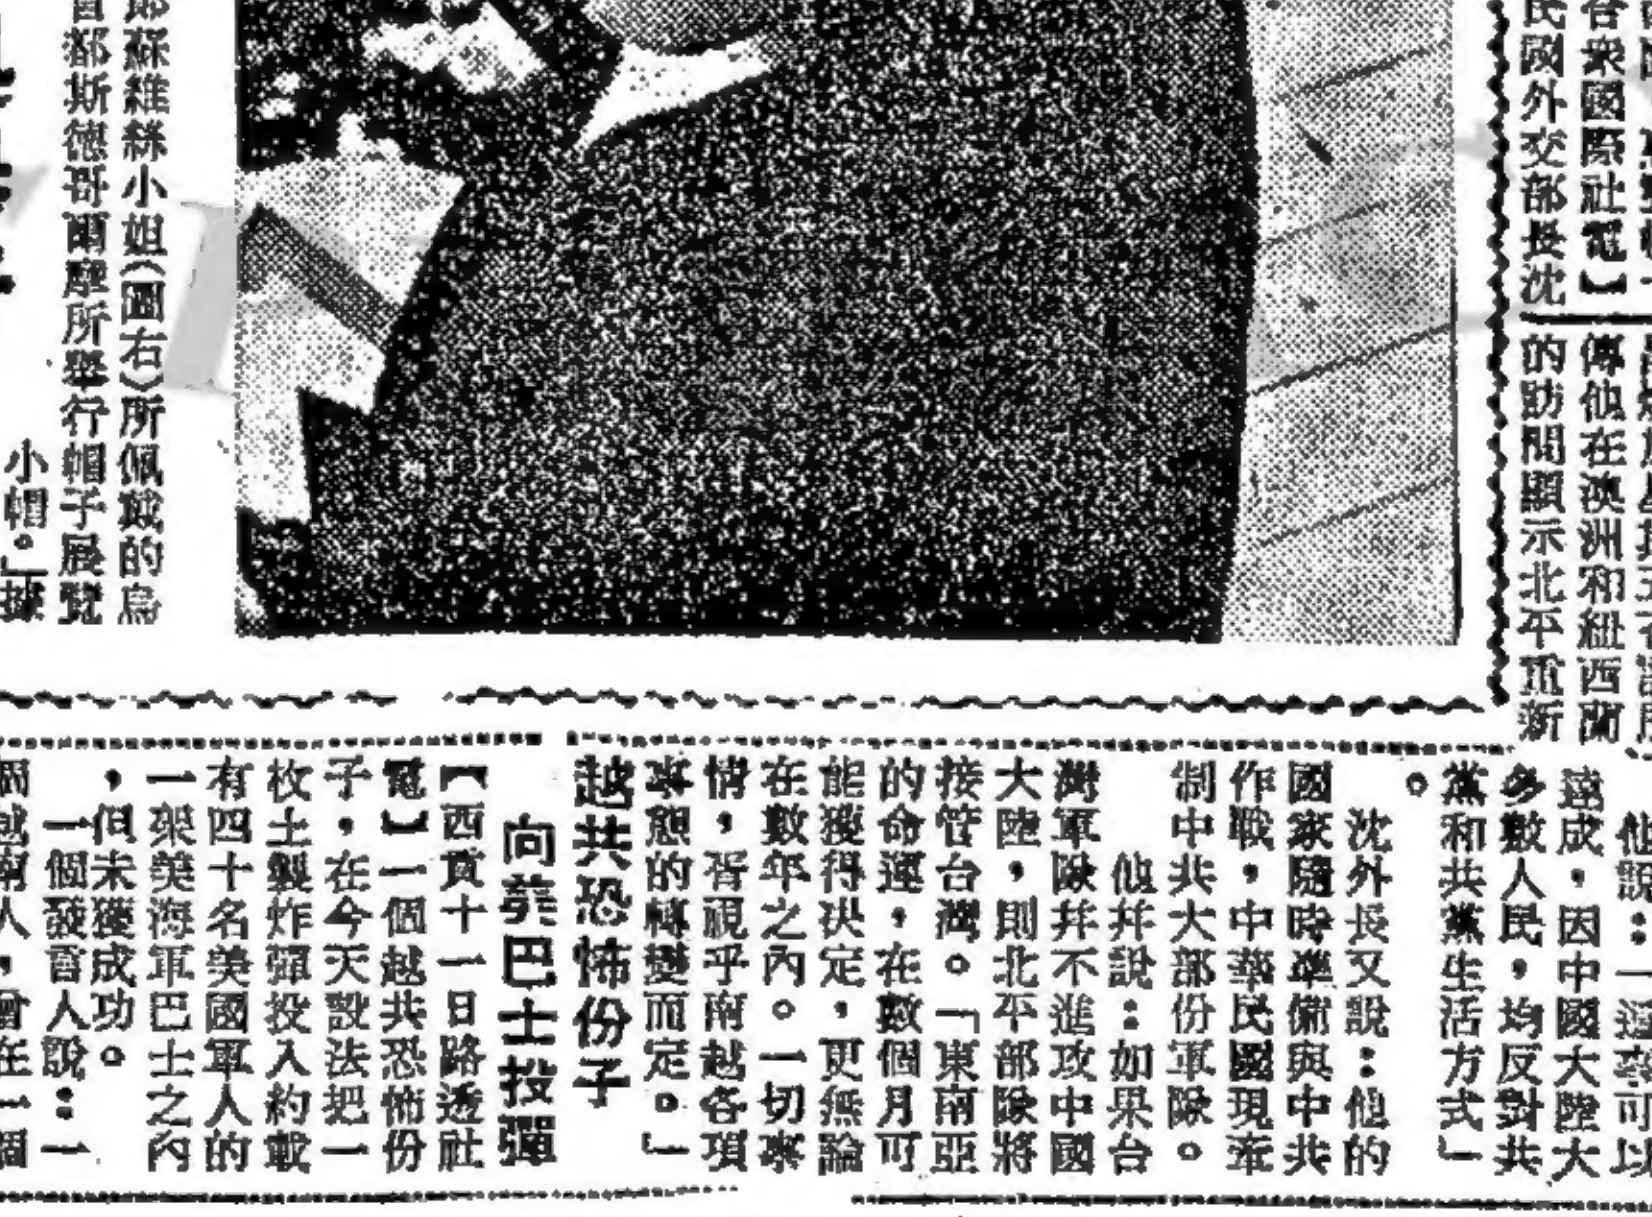 合衆國際社電】
民國外交部長沈
傳他在澳洲和紐西蘭
的訪問顯示北平重新
他說：一這事可以
達成，因中國大陸大
多數人民，均反對共
黨和共黨生活方式」
。
沈外長又說：他的
國家隨時準備與中共
作戰，中華民國現牽
制中共大部份軍隊。
他幷說：如果台
灣軍隊幷不進攻中國
大陸，則北平部隊將
接管台灣。「東南亞
的命運，在數個月可
能獲得決定，更無論
在數年之內。一切事
情，胥視乎南越各項
事態的轉變而定。」
越共恐怖份子
向美巴士投彈
【西貢十一日路透社
電】一個越共恐怖份
子，在今天設法把一
枚土製炸彈投入約載
有四十名美國軍人的
一架美海軍巴士之內
，但未獲成功。
一個發言人說：一
個越南人，曾在一個
蘇維絲小姐（圖右）所佩戴的烏
都斯德哥爾摩所舉行帽子展覽
小帽。」據